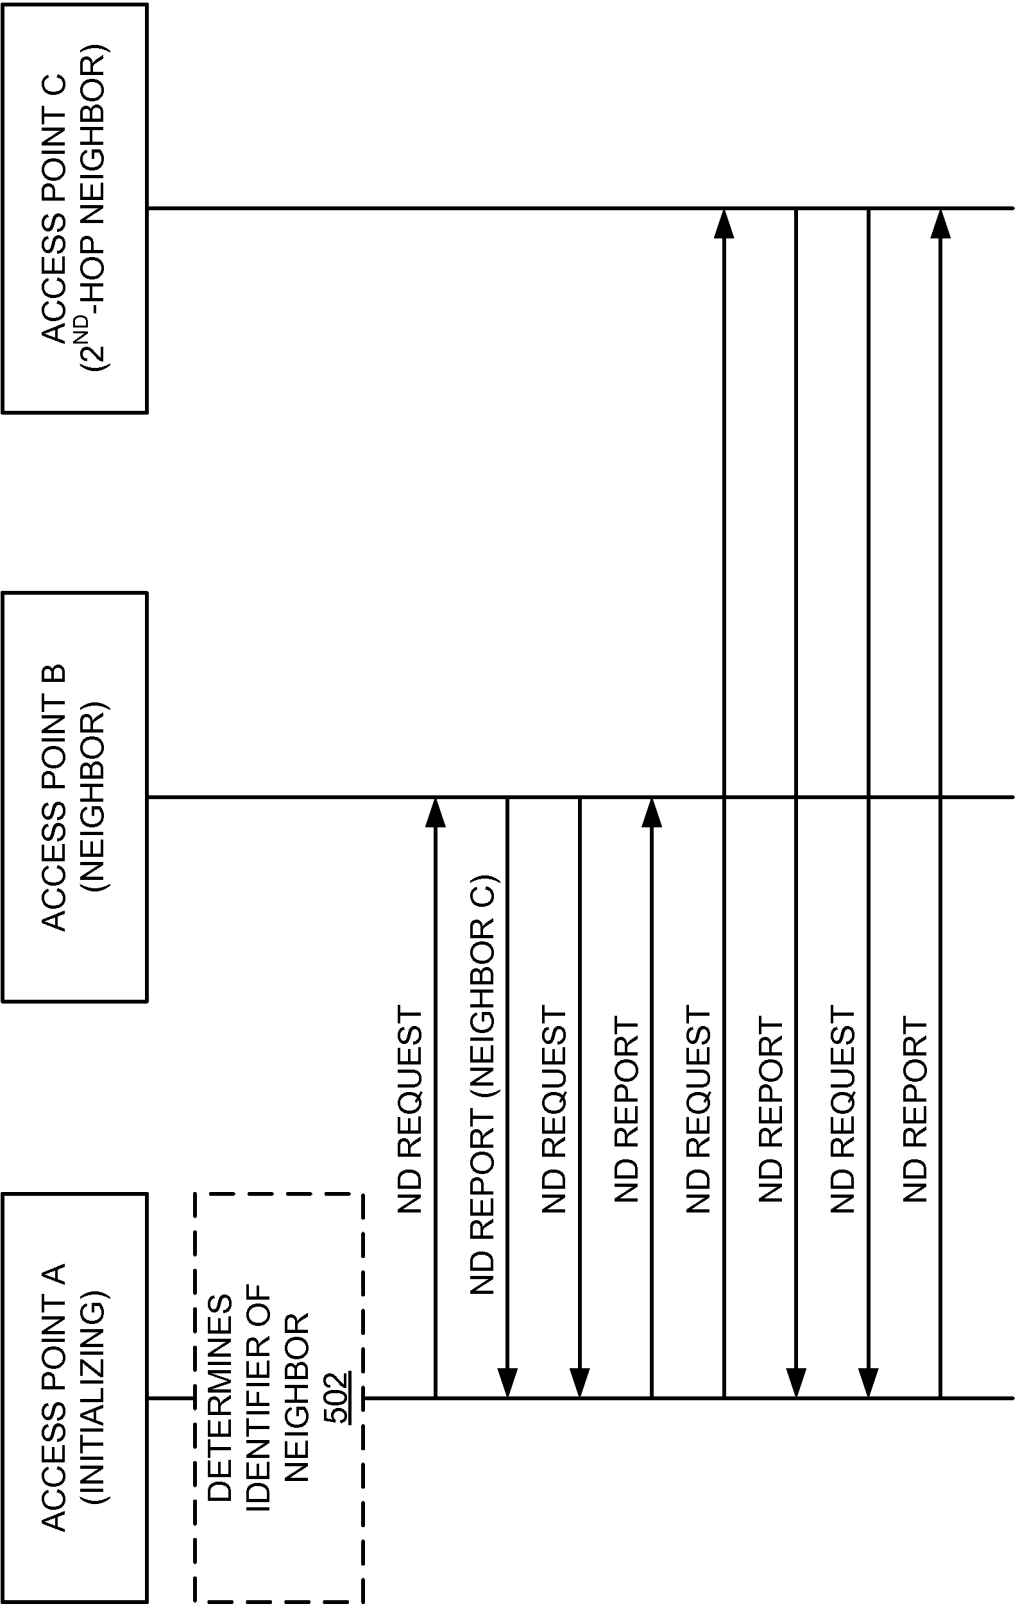 ACCESS POINT A
(INITIALIZING)
ACCESS POINT B
(NEIGHBOR)
ACCESS POINT C
(2ND-HOP NEIGHBOR)
DETERMINES
IDENTIFIER OF
NEIGHBOR
502
ND REQUEST
ND REPORT (NEIGHBOR C)
ND REQUEST
ND REPORT
ND REQUEST
ND REPORT
ND REQUEST
ND REPORT